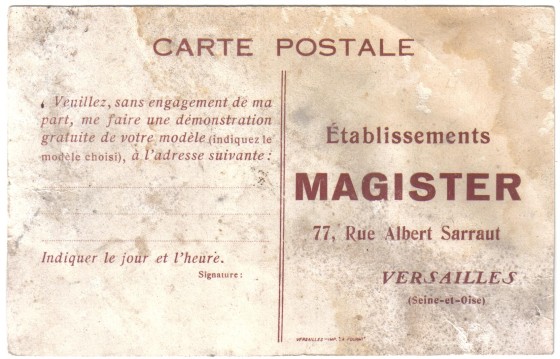 CARTE POSTALE
Veuillez, sans engagement de ma
part, me faire une démonstration
gratuite de votre modèle (indiquez le
modèle choisi), à l'adresse suivante :
Indiquer le jour et l'heure.
Signature :
Établissements
MAGISTER
77, Rue Albert Sarraut
VERSAILLES
(Seine-et-Oise)
VERSAILLES - IMP.